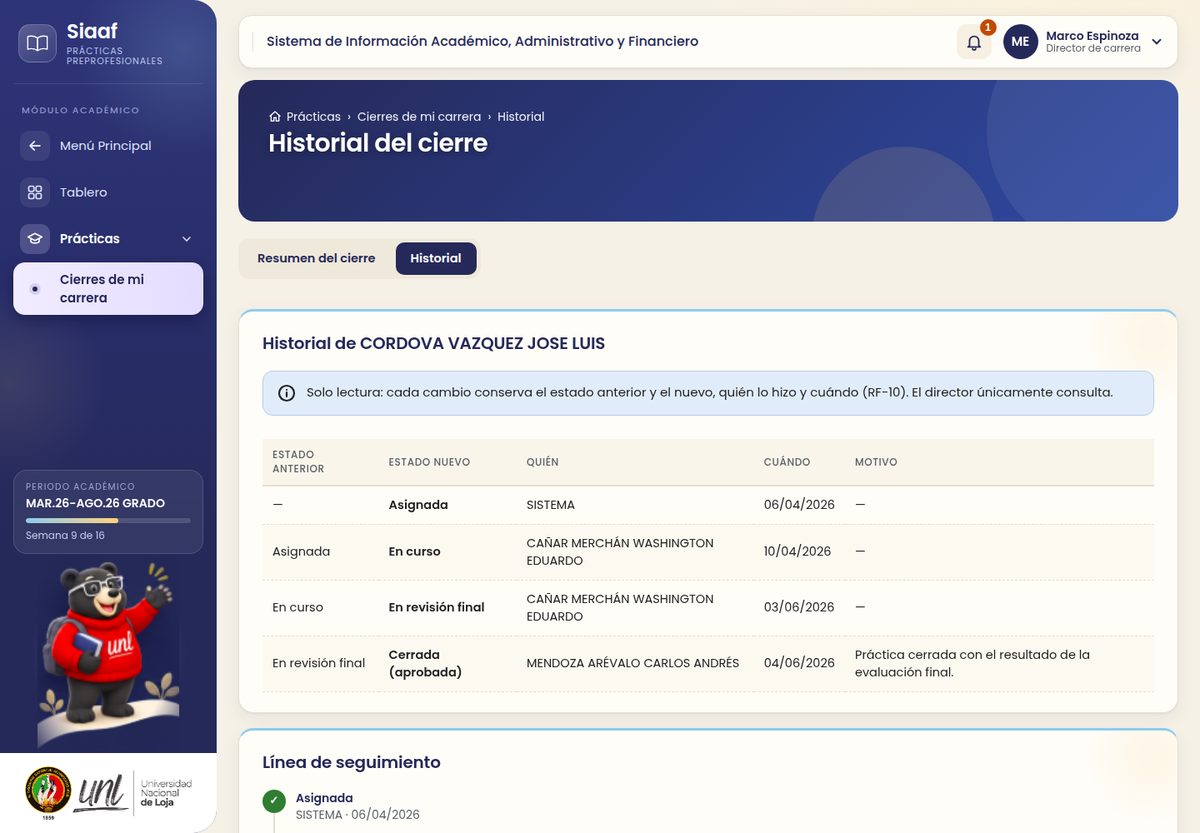 Siaaf
PRÁCTICAS
PREPROFESIONALES
MÓDULO ACADÉMICO
Menú Principal
Tablero
Prácticas
Cierres de mi
carrera
PERIODO ACADÉMICO
MAR.26-AGO.26 GRADO
Semana 9 de 16
unl
1859
unl
Universidad
Nacional
de Loja
Sistema de Información Académico, Administrativo y Financiero
1
ME
Marco Espinoza
Director de carrera
Prácticas › Cierres de mi carrera › Historial
Historial del cierre
Resumen del cierre
Historial
Historial de CORDOVA VAZQUEZ JOSE LUIS
Solo lectura: cada cambio conserva el estado anterior y el nuevo, quién lo hizo y cuándo (RF-10). El director únicamente consulta.
ESTADO
ANTERIOR
ESTADO NUEVO
QUIÉN
CUÁNDO
MOTIVO
— Asignada SISTEMA 06/04/2026 —
Asignada En curso CAÑAR MERCHÁN WASHINGTON
EDUARDO 10/04/2026 —
En curso En revisión final CAÑAR MERCHÁN WASHINGTON
EDUARDO 03/06/2026 —
En revisión final Cerrada
(aprobada) MENDOZA ARÉVALO CARLOS ANDRÉS 04/06/2026 Práctica cerrada con el resultado de la
evaluación final.
Línea de seguimiento
Asignada
SISTEMA · 06/04/2026